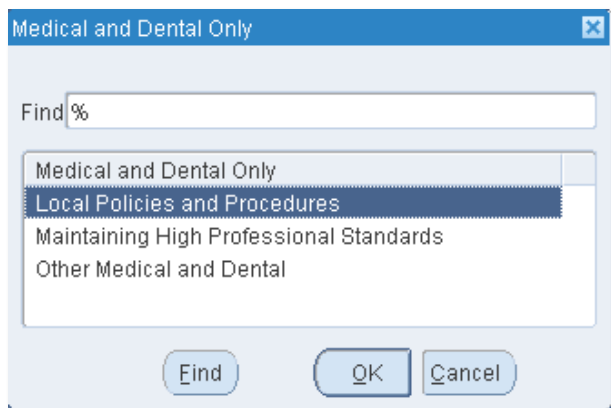 Medical and Dental Only
Find %
Medical and Dental Only
Local Policies and Procedures
Maintaining High Professional Standards
Other Medical and Dental
Find OK Cancel